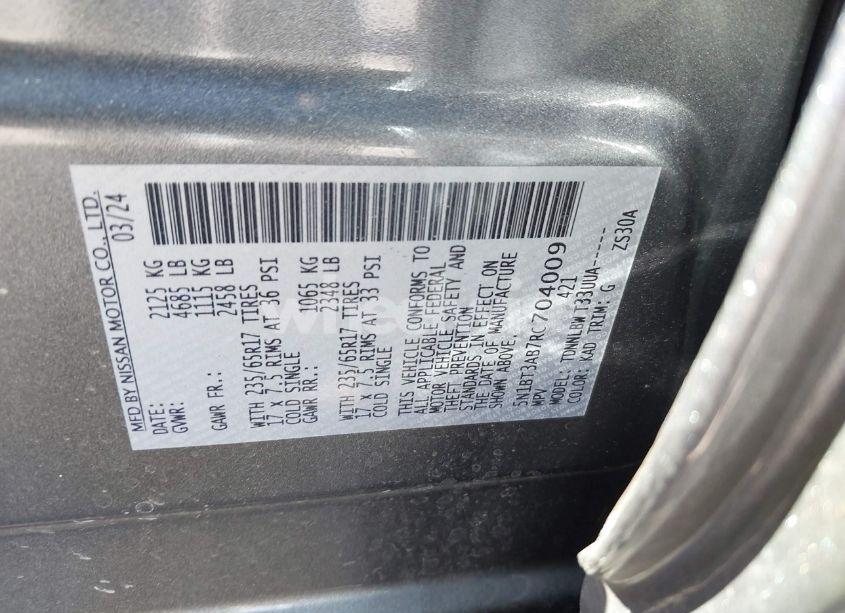 MFD BY NISSAN MOTOR CO., LTD.
DATE: 03/24
GVWR: 2125 KG
4685 LB
GAWR FR.: 1115 KG
2458 LB
WITH 235/65R17 TIRES
17 X 7.5 RIMS AT 36 PSI
COLD SINGLE
GAWR RR.: 1065 KG
2348 LB
WITH 235/65R17 TIRES
17 X 7.5 RIMS AT 33 PSI
COLD SINGLE
THIS VEHICLE CONFORMS TO
ALL APPLICABLE FEDERAL
MOTOR VEHICLE SAFETY AND
THEFT PREVENTION
STANDARDS IN EFFECT ON
THE DATE OF MANUFACTURE
SHOWN ABOVE.
5N1BT3AB7RC704009
MPV 421
MODEL: TDWNLBWT33UUA------
COLOR: KAD TRIM: G ZS30A